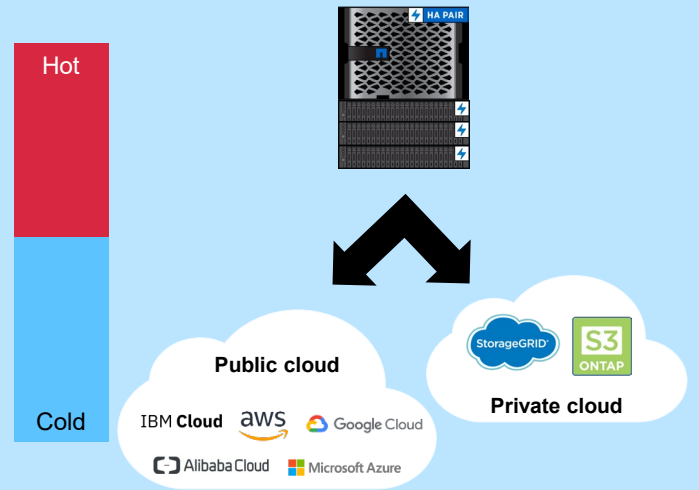 HA PAIR
Hot
Cold
Public cloud
IBM Cloud
aws
Google Cloud
Alibaba Cloud
Microsoft Azure
StorageGRID
S3
ONTAP
Private cloud